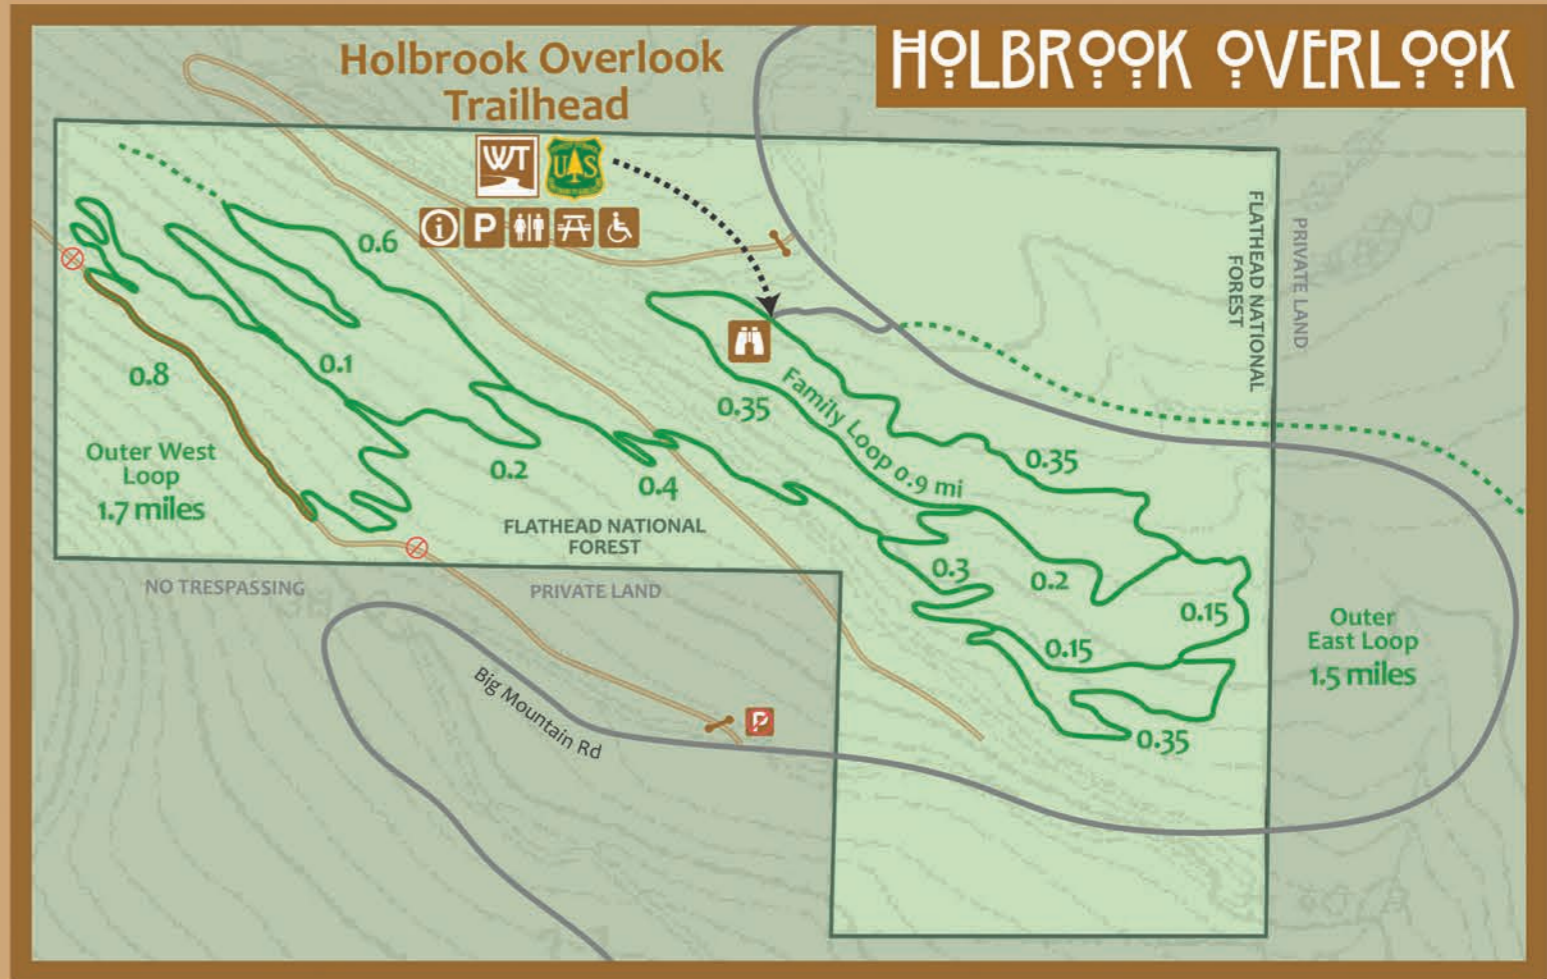 HOLBROOK OVERLOOK
Holbrook Overlook
Trailhead
WT
U S
i P
0.6
0.1
0.8
Outer West
Loop
1.7 miles
0.2
0.4
0.35
Family Loop 0.9 mi
0.35
FLATHEAD NATIONAL
FOREST
PRIVATE LAND
FLATHEAD NATIONAL
FOREST
NO TRESPASSING
PRIVATE LAND
0.3
0.2
0.15
0.15
0.35
Outer
East Loop
1.5 miles
Big Mountain Rd
P